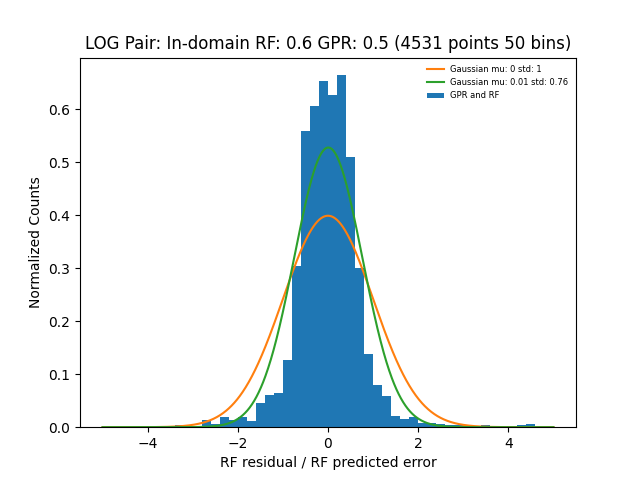 LOG Pair: In-domain RF: 0.6 GPR: 0.5 (4531 points 50 bins)
Gaussian mu: 0 std: 1
Gaussian mu: 0.01 std: 0.76
GPR and RF
Normalized Counts
0.6
0.5
0.4
0.3
0.2
0.1
0.0
−4
−2
0
2
4
RF residual / RF predicted error